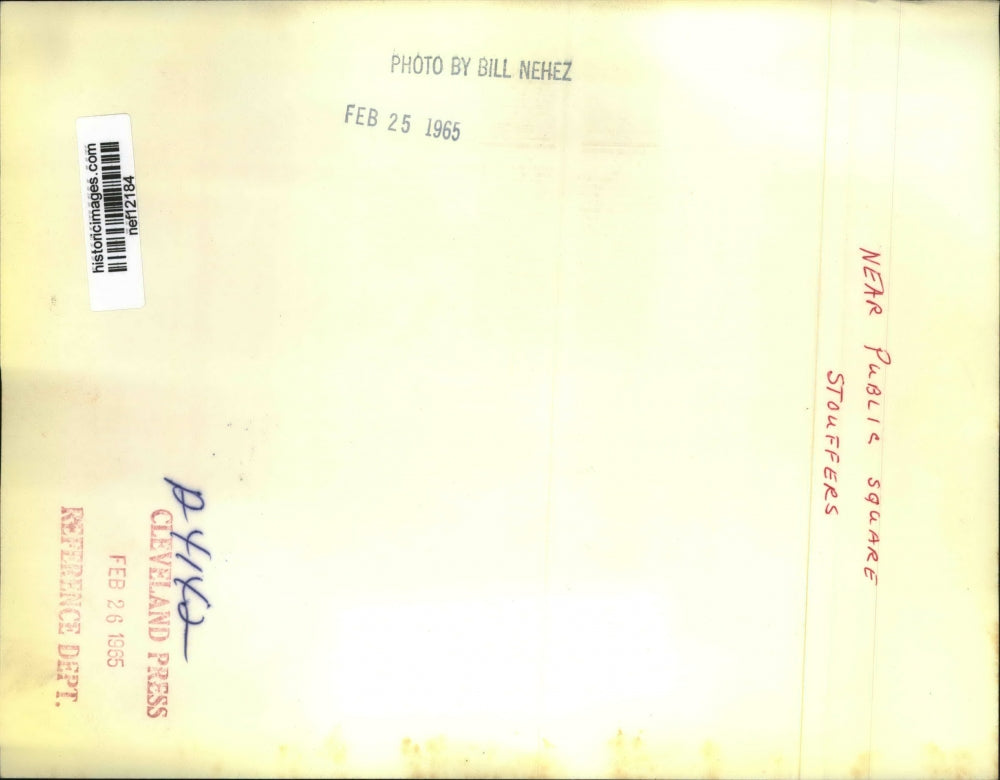 PHOTO BY BILL NEHEZ
FEB 25 1965
historicimages.com
nef12184
NEAR PUBLIC SQUARE
STOUFFERS
A4142
CLEVELAND PRESS
FEB 26 1965
REFERENCE DEPT.